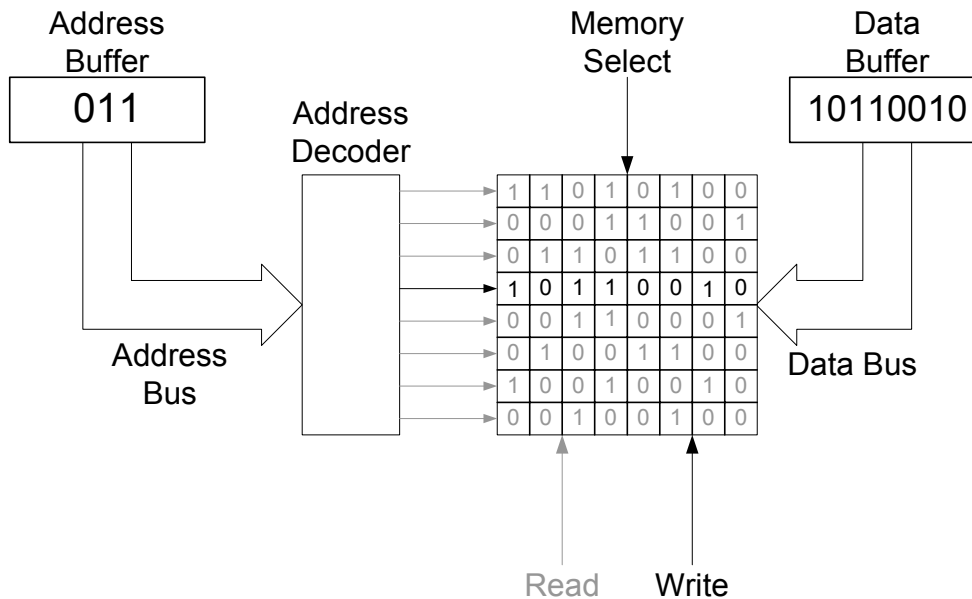 Address
Buffer
011
Memory
Select
Data
Buffer
10110010
Address
Decoder
1 1 0 1 0 1 0 0
0 0 0 1 1 0 0 1
0 1 1 0 1 1 0 0
1 0 1 1 0 0 1 0
0 0 1 1 0 0 0 1
0 1 0 0 1 1 0 0
1 0 0 1 0 0 1 0
0 0 1 0 0 1 0 0
Address
Bus
Data Bus
Read
Write